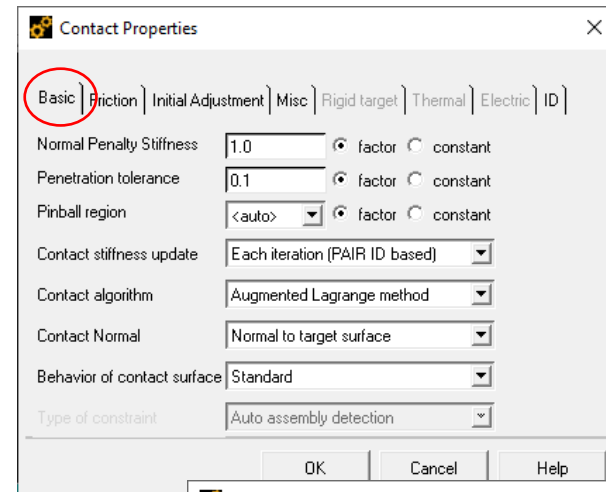 Contact Properties
Basic Friction Initial Adjustment Misc Rigid target Thermal Electric ID
Normal Penalty Stiffness 1.0 factor constant
Penetration tolerance 0.1 factor constant
Pinball region <auto> factor constant
Contact stiffness update Each iteration (PAIR ID based)
Contact algorithm Augmented Lagrange method
Contact Normal Normal to target surface
Behavior of contact surface Standard
Type of constraint Auto assembly detection
OK Cancel Help